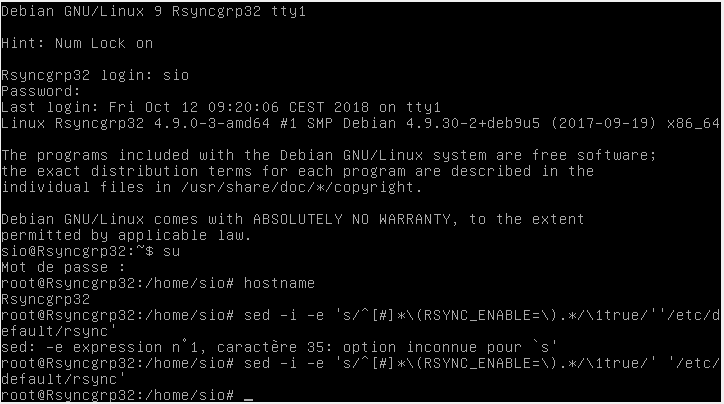 Debian GNU/Linux 9 Rsyncgrp32 tty1
Hint: Num Lock on
Rsyncgrp32 login: sio
Password:
Last login: Fri Oct 12 09:20:06 CEST 2018 on tty1
Linux Rsyncgrp32 4.9.0-3-amd64 #1 SMP Debian 4.9.30-2+deb9u5 (2017-09-19) x86_64
The programs included with the Debian GNU/Linux system are free software;
the exact distribution terms for each program are described in the
individual files in /usr/share/doc/*/copyright.
Debian GNU/Linux comes with ABSOLUTELY NO WARRANTY, to the extent
permitted by applicable law.
sio@Rsyncgrp32:~$ su
Mot de passe :
root@Rsyncgrp32:/home/sio# hostname
Rsyncgrp32
root@Rsyncgrp32:/home/sio# sed -i -e 's/^[#]*\(RSYNC_ENABLE=\).*/\1true/''/etc/d
efault/rsync'
sed: -e expression n°1, caractère 35: option inconnue pour `s'
root@Rsyncgrp32:/home/sio# sed -i -e 's/^[#]*\(RSYNC_ENABLE=\).*/\1true/' '/etc/
default/rsync'
root@Rsyncgrp32:/home/sio# _